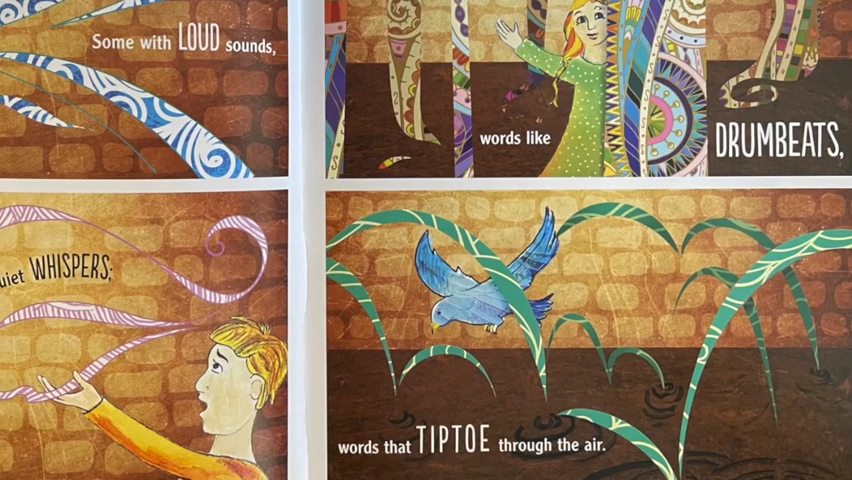 Some with LOUD sounds,
WHISPERS;
words like
DRUMBEATS,
words that TIPTOE through the air.